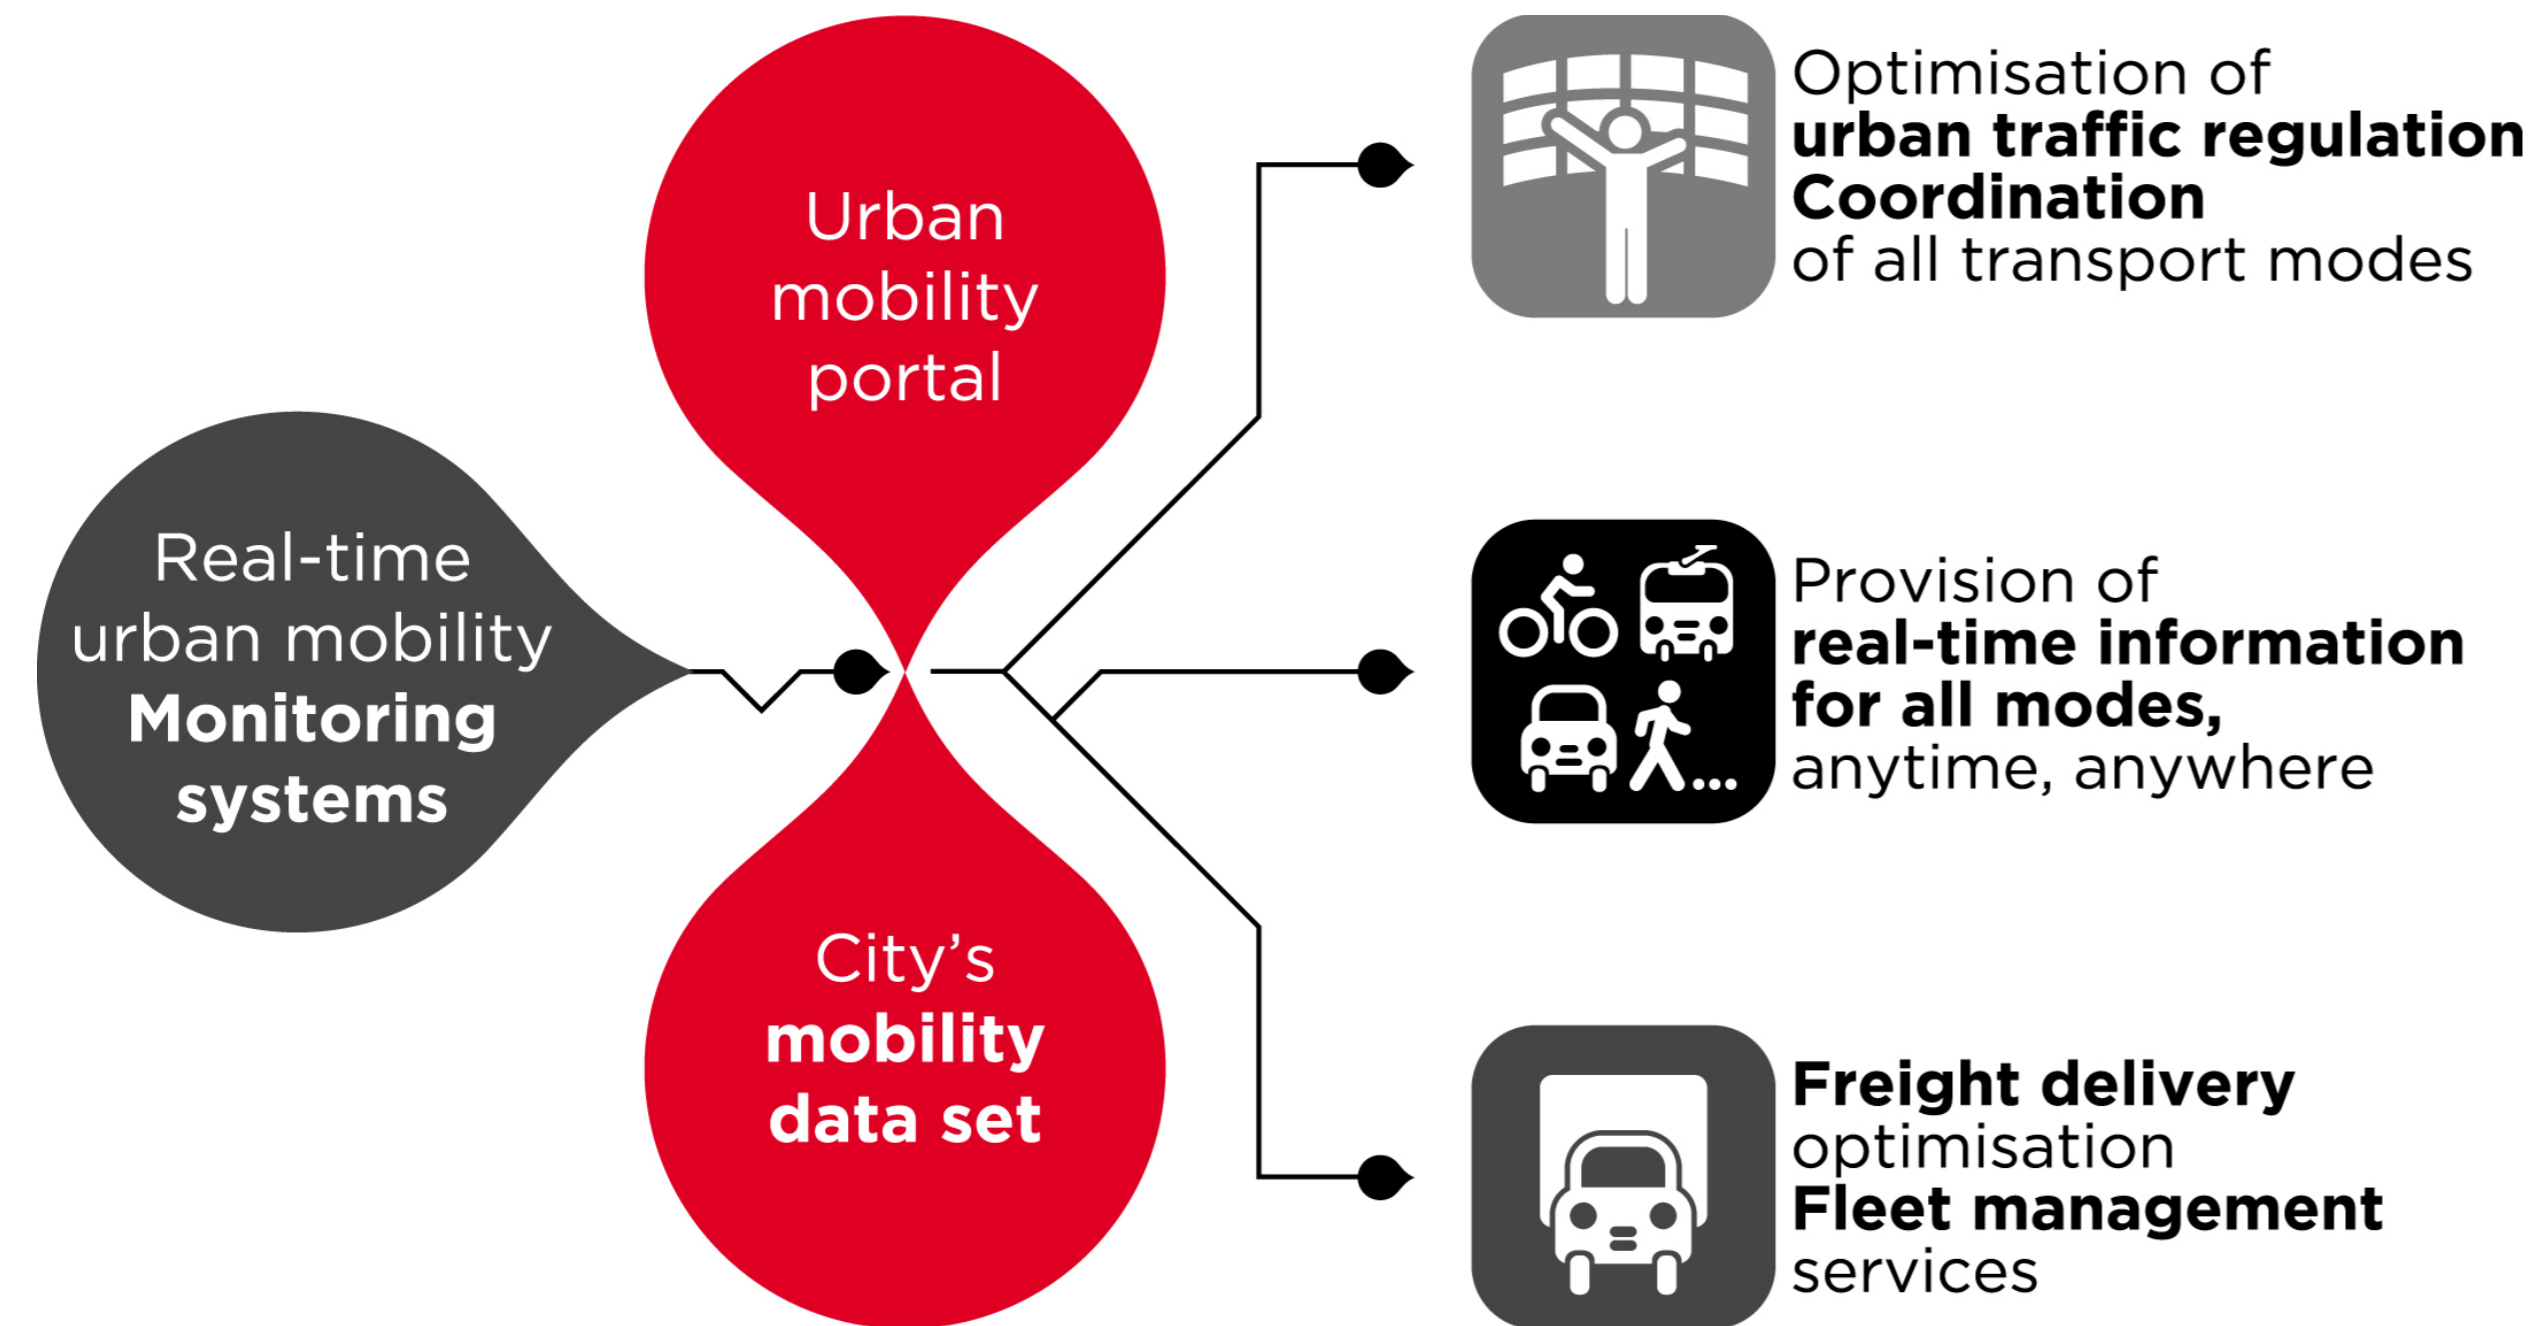 Real-time
urban mobility
Monitoring
systems
Urban
mobility
portal
City’s
mobility
data set
Optimisation of
urban traffic regulation
Coordination
of all transport modes
Provision of
real-time information
for all modes,
anytime, anywhere
Freight delivery
optimisation
Fleet management
services